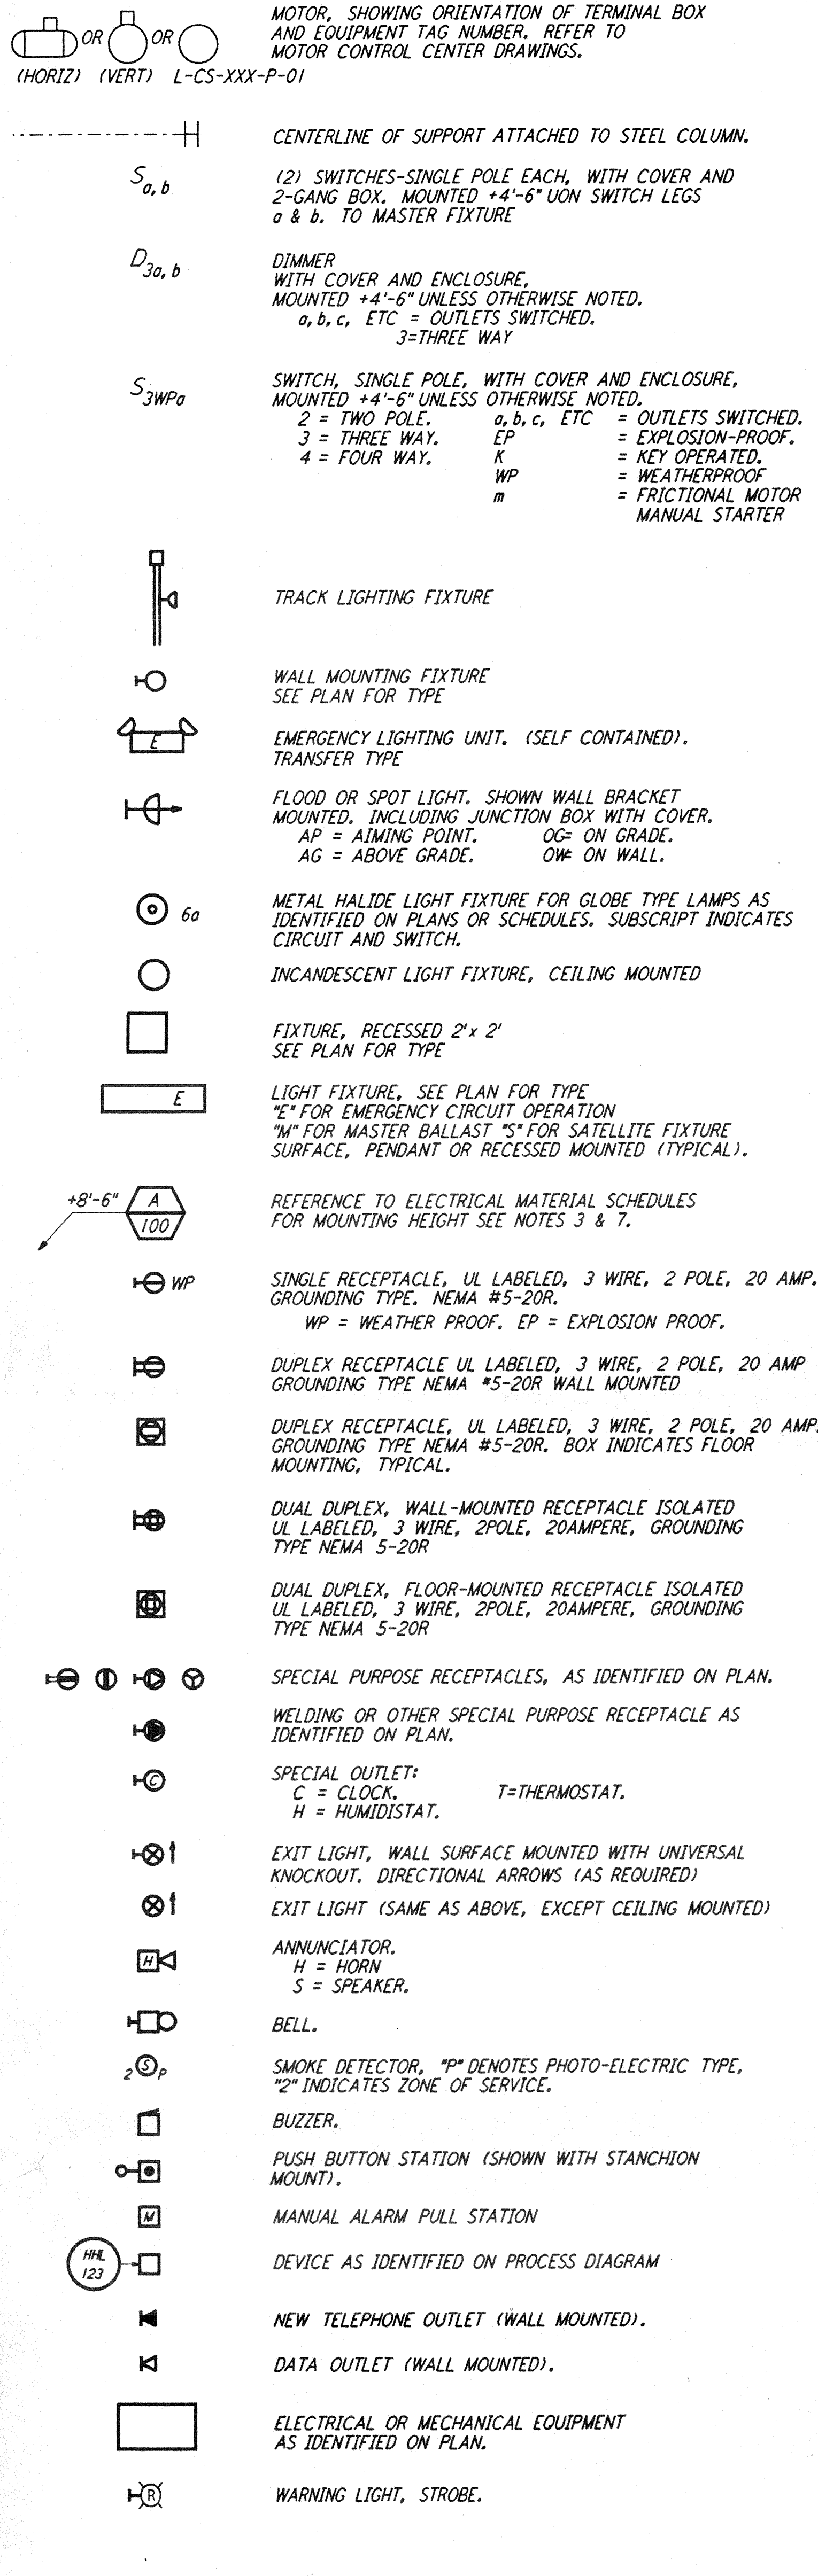 MOTOR, SHOWING ORIENTATION OF TERMINAL BOX
OR OR AND EQUIPMENT TAG NUMBER. REFER TO
MOTOR CONTROL CENTER DRAWINGS.
(HORIZ) (VERT) L-CS-XXX-P-01
CENTERLINE OF SUPPORT ATTACHED TO STEEL COLUMN.
Sa, b (2) SWITCHES-SINGLE POLE EACH, WITH COVER AND
2-GANG BOX. MOUNTED +4'-6" UON SWITCH LEGS
a & b. TO MASTER FIXTURE
D3a, b DIMMER
WITH COVER AND ENCLOSURE,
MOUNTED +4'-6" UNLESS OTHERWISE NOTED.
a, b, c, ETC = OUTLETS SWITCHED.
3=THREE WAY
S3WPa SWITCH, SINGLE POLE, WITH COVER AND ENCLOSURE,
MOUNTED +4'-6" UNLESS OTHERWISE NOTED.
2 = TWO POLE. a, b, c, ETC = OUTLETS SWITCHED.
3 = THREE WAY. EP = EXPLOSION-PROOF.
4 = FOUR WAY. K = KEY OPERATED.
WP = WEATHERPROOF
m = FRICTIONAL MOTOR
MANUAL STARTER
TRACK LIGHTING FIXTURE
WALL MOUNTING FIXTURE
SEE PLAN FOR TYPE
E EMERGENCY LIGHTING UNIT. (SELF CONTAINED).
TRANSFER TYPE
FLOOD OR SPOT LIGHT. SHOWN WALL BRACKET
MOUNTED. INCLUDING JUNCTION BOX WITH COVER.
AP = AIMING POINT. OG= ON GRADE.
AG = ABOVE GRADE. OW= ON WALL.
6a METAL HALIDE LIGHT FIXTURE FOR GLOBE TYPE LAMPS AS
IDENTIFIED ON PLANS OR SCHEDULES. SUBSCRIPT INDICATES
CIRCUIT AND SWITCH.
INCANDESCENT LIGHT FIXTURE, CEILING MOUNTED
FIXTURE, RECESSED 2'x 2'
SEE PLAN FOR TYPE
E LIGHT FIXTURE, SEE PLAN FOR TYPE
"E" FOR EMERGENCY CIRCUIT OPERATION
"M" FOR MASTER BALLAST "S" FOR SATELLITE FIXTURE
SURFACE, PENDANT OR RECESSED MOUNTED (TYPICAL).
+8'-6" A REFERENCE TO ELECTRICAL MATERIAL SCHEDULES
100 FOR MOUNTING HEIGHT SEE NOTES 3 & 7.
WP SINGLE RECEPTACLE, UL LABELED, 3 WIRE, 2 POLE, 20 AMP.
GROUNDING TYPE. NEMA #5-20R.
WP = WEATHER PROOF. EP = EXPLOSION PROOF.
DUPLEX RECEPTACLE UL LABELED, 3 WIRE, 2 POLE, 20 AMP
GROUNDING TYPE NEMA #5-20R WALL MOUNTED
DUPLEX RECEPTACLE, UL LABELED, 3 WIRE, 2 POLE, 20 AMP.
GROUNDING TYPE NEMA #5-20R. BOX INDICATES FLOOR
MOUNTING, TYPICAL.
DUAL DUPLEX, WALL-MOUNTED RECEPTACLE ISOLATED
UL LABELED, 3 WIRE, 2POLE, 20AMPERE, GROUNDING
TYPE NEMA 5-20R
DUAL DUPLEX, FLOOR-MOUNTED RECEPTACLE ISOLATED
UL LABELED, 3 WIRE, 2POLE, 20AMPERE, GROUNDING
TYPE NEMA 5-20R
SPECIAL PURPOSE RECEPTACLES, AS IDENTIFIED ON PLAN.
WELDING OR OTHER SPECIAL PURPOSE RECEPTACLE AS
IDENTIFIED ON PLAN.
C SPECIAL OUTLET:
C = CLOCK. T=THERMOSTAT.
H = HUMIDISTAT.
EXIT LIGHT, WALL SURFACE MOUNTED WITH UNIVERSAL
KNOCKOUT. DIRECTIONAL ARROWS (AS REQUIRED)
EXIT LIGHT (SAME AS ABOVE, EXCEPT CEILING MOUNTED)
H ANNUNCIATOR.
H = HORN
S = SPEAKER.
BELL.
2 S P SMOKE DETECTOR, "P" DENOTES PHOTO-ELECTRIC TYPE,
"2" INDICATES ZONE OF SERVICE.
BUZZER.
PUSH BUTTON STATION (SHOWN WITH STANCHION
MOUNT).
M MANUAL ALARM PULL STATION
HHL
123 DEVICE AS IDENTIFIED ON PROCESS DIAGRAM
NEW TELEPHONE OUTLET (WALL MOUNTED).
DATA OUTLET (WALL MOUNTED).
ELECTRICAL OR MECHANICAL EQUIPMENT
AS IDENTIFIED ON PLAN.
R WARNING LIGHT, STROBE.